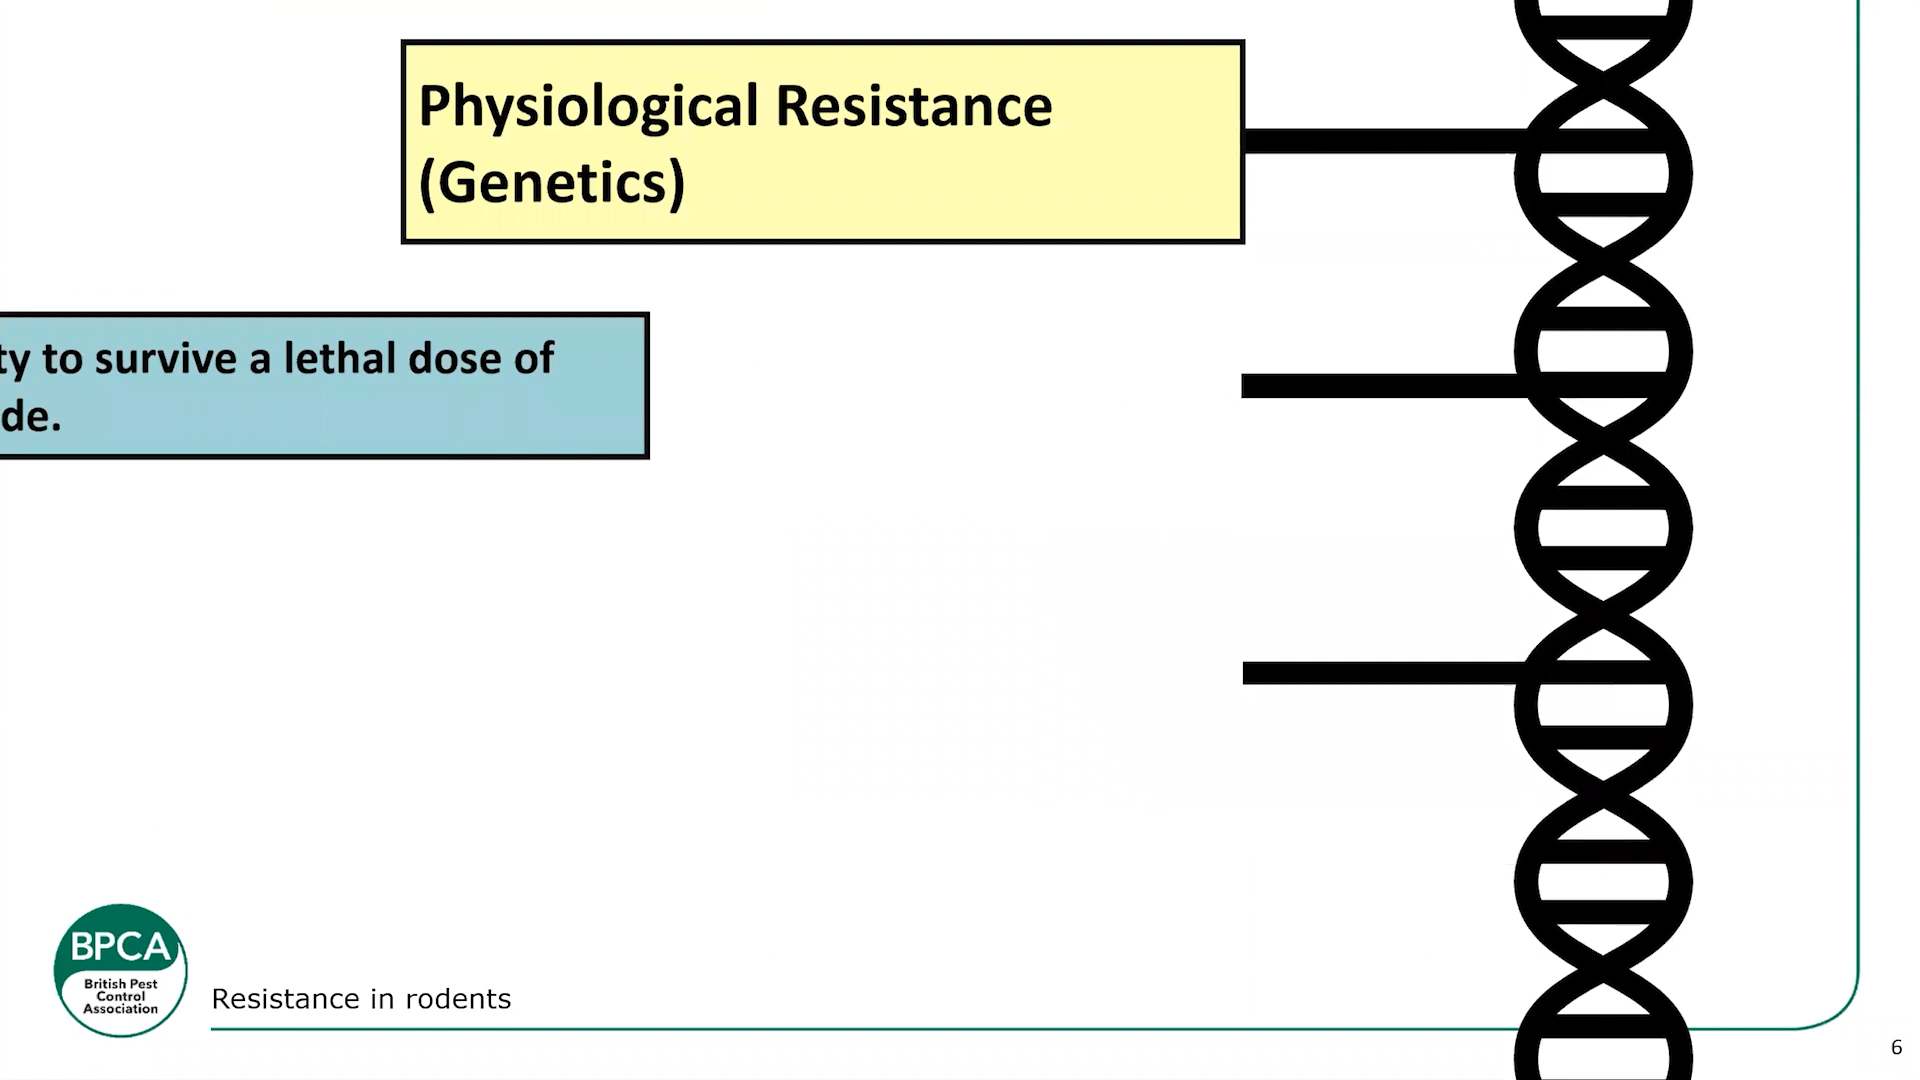 Physiological Resistance
(Genetics)
ty to survive a lethal dose of
de.
BPCA
British Pest
Control
Association
Resistance in rodents
6